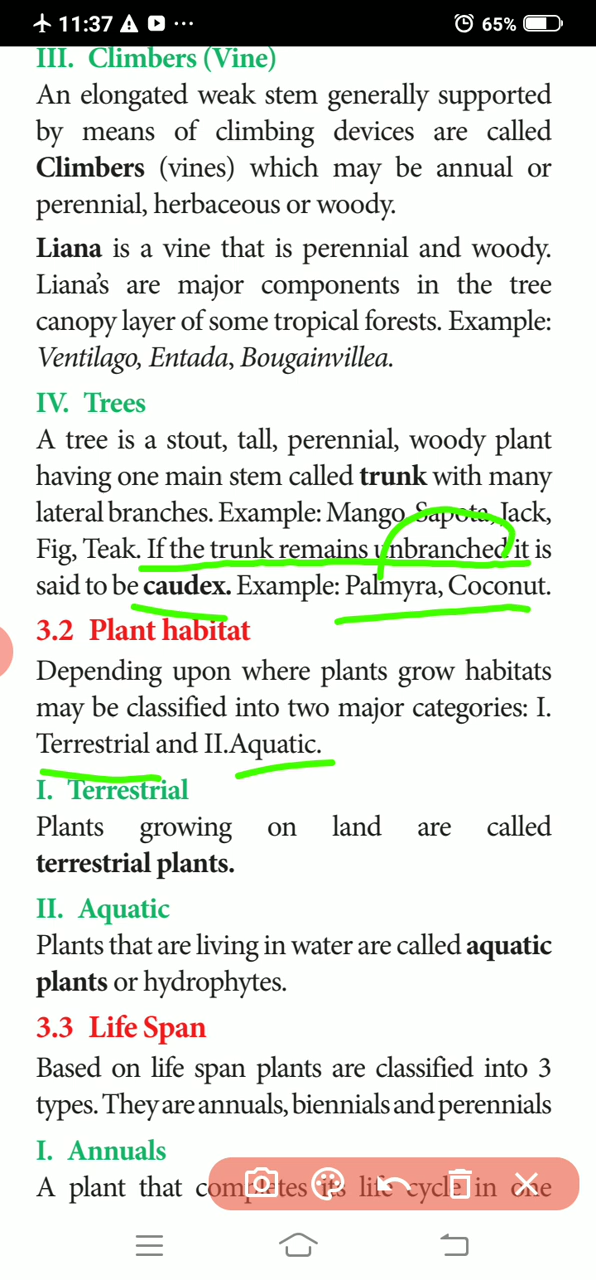 11:37
65%
III. Climbers (Vine)
An elongated weak stem generally supported
by means of climbing devices are called
Climbers (vines) which may be annual or
perennial, herbaceous or woody.
Liana is a vine that is perennial and woody.
Liana’s are major components in the tree
canopy layer of some tropical forests. Example:
Ventilago, Entada, Bougainvillea.
IV. Trees
A tree is a stout, tall, perennial, woody plant
having one main stem called trunk with many
lateral branches. Example: Mango, Sapota, Jack,
Fig, Teak. If the trunk remains unbranched it is
said to be caudex. Example: Palmyra, Coconut.
3.2 Plant habitat
Depending upon where plants grow habitats
may be classified into two major categories: I.
Terrestrial and II.Aquatic.
I. Terrestrial
Plants growing on land are called
terrestrial plants.
II. Aquatic
Plants that are living in water are called aquatic
plants or hydrophytes.
3.3 Life Span
Based on life span plants are classified into 3
types. They are annuals, biennials and perennials
I. Annuals
A plant that completes its life cycle in one